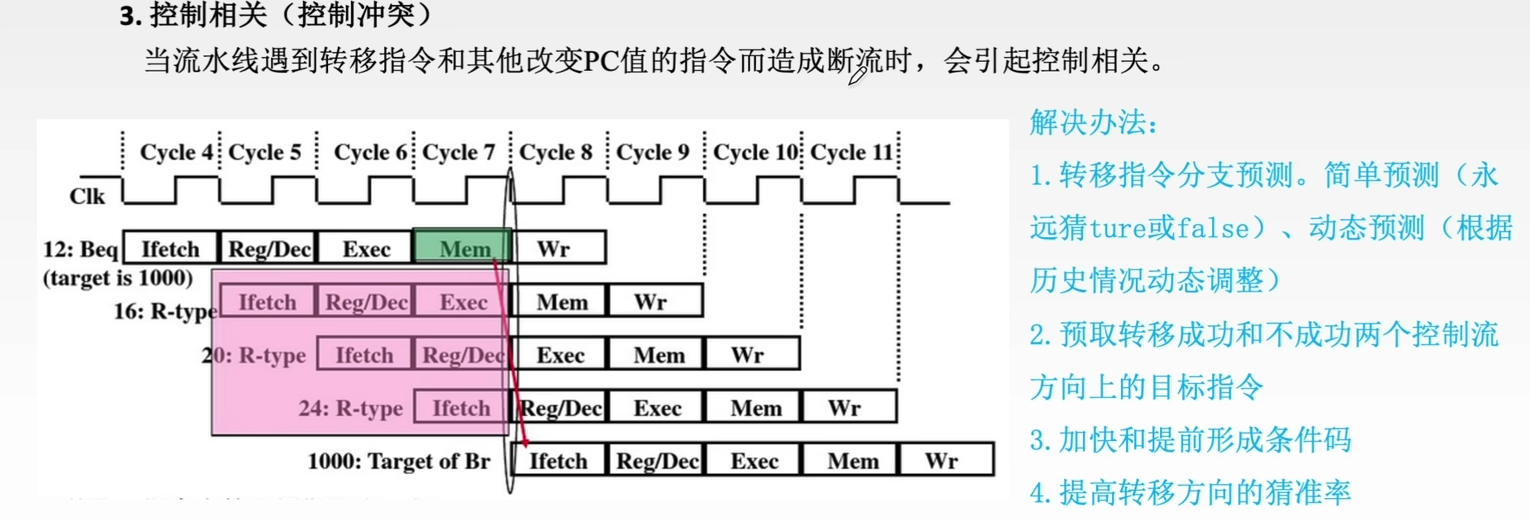 3. 控制相关（控制冲突）
当流水线遇到转移指令和其他改变PC值的指令而造成断流时，会引起控制相关。
Cycle 4 Cycle 5 Cycle 6 Cycle 7 Cycle 8 Cycle 9 Cycle 10 Cycle 11
Clk
12: Beq Ifetch Reg/Dec Exec Mem Wr
(target is 1000)
16: R-type Ifetch Reg/Dec Exec Mem Wr
20: R-type Ifetch Reg/Dec Exec Mem Wr
24: R-type Ifetch Reg/Dec Exec Mem Wr
1000: Target of Br Ifetch Reg/Dec Exec Mem Wr
解决办法：
1.转移指令分支预测。简单预测（永
远猜ture或false）、动态预测（根据
历史情况动态调整）
2.预取转移成功和不成功两个控制流
方向上的目标指令
3.加快和提前形成条件码
4.提高转移方向的猜准率